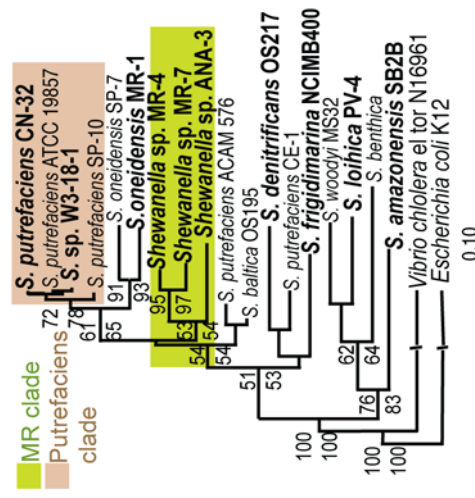 MR clade
Putrefaciens
clade
S. putrefaciens CN-32
S. putrefaciens ATCC 19857
S. sp. W3-18-1
S. putrefaciens SP-10
S. oneidensis SP-7
S.oneidensis MR-1
Shewanella sp. MR-4
Shewanella sp. MR-7
Shewanella sp. ANA-3
S. putrefaciens ACAM 576
S. baltica OS195
S. denitrificans OS217
S. putrefaciens CE-1
S. frigidimarina NCIMB400
S. woodyi MS32
S. loihica PV-4
S. benthica
S. amazonensis SB2B
Vibrio chlolera el tor N16961
Escherichia coli K12
72
78
61
65
91
93
95
97
53
54
54
54
51
53
62
64
76
83
100
100
100
100
0.10